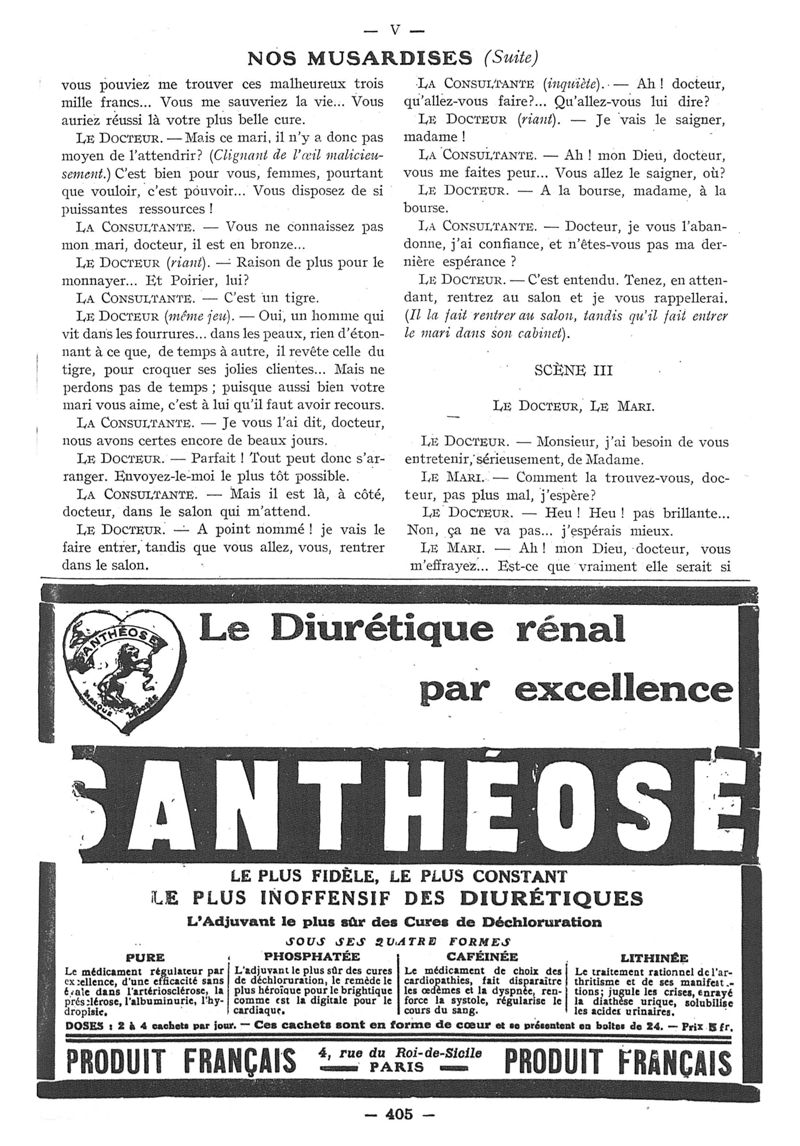 — V —
NOS MUSARDISES (Suite)
vous pouviez me trouver ces malheureux trois
mille francs... Vous me sauveriez la vie... Vous
auriez réussi là votre plus belle cure.
LE DOCTEUR. — Mais ce mari, il n'y a donc pas
moyen de l'attendrir? (Clignant de l'œil malicieu-
sement.) C'est bien pour vous, femmes, pourtant
que vouloir, c'est pouvoir... Vous disposez de si
puissantes ressources !
LA CONSULTANTE. — Vous ne connaissez pas
mon mari, docteur, il est en bronze...
LE DOCTEUR (riant). — Raison de plus pour le
monnayer... Et Poirier, lui?
LA CONSULTANTE. — C'est un tigre.
LE DOCTEUR (même jeu). — Oui, un homme qui
vit dans les fourrures... dans les peaux, rien d'éton-
nant à ce que, de temps à autre, il revête celle du
tigre, pour croquer ses jolies clientes... Mais ne
perdons pas de temps ; puisque aussi bien votre
mari vous aime, c'est à lui qu'il faut avoir recours.
LA CONSULTANTE. — Je vous l'ai dit, docteur,
nous avons certes encore de beaux jours.
LE DOCTEUR. — Parfait ! Tout peut donc s'ar-
ranger. Envoyez-le-moi le plus tôt possible.
LA CONSULTANTE. — Mais il est là, à côté,
docteur, dans le salon qui m'attend.
LE DOCTEUR. — A point nommé ! je vais le
faire entrer, tandis que vous allez, vous, rentrer
dans le salon.
LA CONSULTANTE (inquiète). — Ah ! docteur,
qu'allez-vous faire?... Qu'allez-vous lui dire?
LE DOCTEUR (riant). — Je vais le saigner,
madame !
LA CONSULTANTE. — Ah ! mon Dieu, docteur,
vous me faites peur... Vous allez le saigner, où?
LE DOCTEUR. — A la bourse, madame, à la
bourse.
LA CONSULTANTE. — Docteur, je vous l'aban-
donne, j'ai confiance, et n'êtes-vous pas ma der-
nière espérance ?
LE DOCTEUR. — C'est entendu. Tenez, en atten-
dant, rentrez au salon et je vous rappellerai.
(Il la fait rentrer au salon, tandis qu'il fait entrer
le mari dans son cabinet).
SCÈNE III
LE DOCTEUR, LE MARI.
LE DOCTEUR. — Monsieur, j'ai besoin de vous
entretenir, sérieusement, de Madame.
LE MARI. — Comment la trouvez-vous, doc-
teur, pas plus mal, j'espère?
LE DOCTEUR. — Heu ! Heu ! pas brillante...
Non, ça ne va pas... j'espérais mieux.
LE MARI. — Ah ! mon Dieu, docteur, vous
m'effrayez... Est-ce que vraiment elle serait si
SANTHÉOSE
MARQUE DÉPOSÉE
Le Diurétique rénal
par excellence
SANTHÉOSE
LE PLUS FIDÈLE, LE PLUS CONSTANT
LE PLUS INOFFENSIF DES DIURÉTIQUES
L'Adjuvant le plus sûr des Cures de Déchloruration
SOUS SES QUATRE FORMES
PURE
Le médicament régulateur par
excellence, d'une efficacité sans
égale dans l'artériosclérose, la
présclérose, l'albuminurie, l'hy-
dropisie.
PHOSPHATÉE
L'adjuvant le plus sûr des cures
de déchloruration, le remède le
plus héroïque pour le brightique
comme est la digitale pour le
cardiaque.
CAFÉINÉE
Le médicament de choix des
cardiopathies, fait disparaître
les œdèmes et la dyspnée, ren-
force la systole, régularise le
cours du sang.
LITHINÉE
Le traitement rationnel de l'ar-
thritisme et de ses manifesta-
tions; jugule les crises, enraye
la diathèse urique, solubilise
les acides urinaires.
DOSES : 2 à 4 cachets par jour. — Ces cachets sont en forme de cœur et se présentent en boîtes de 24. — Prix 5 fr.
PRODUIT FRANÇAIS
4, rue du Roi-de-Sicile
— PARIS —
PRODUIT FRANÇAIS
— 405 —